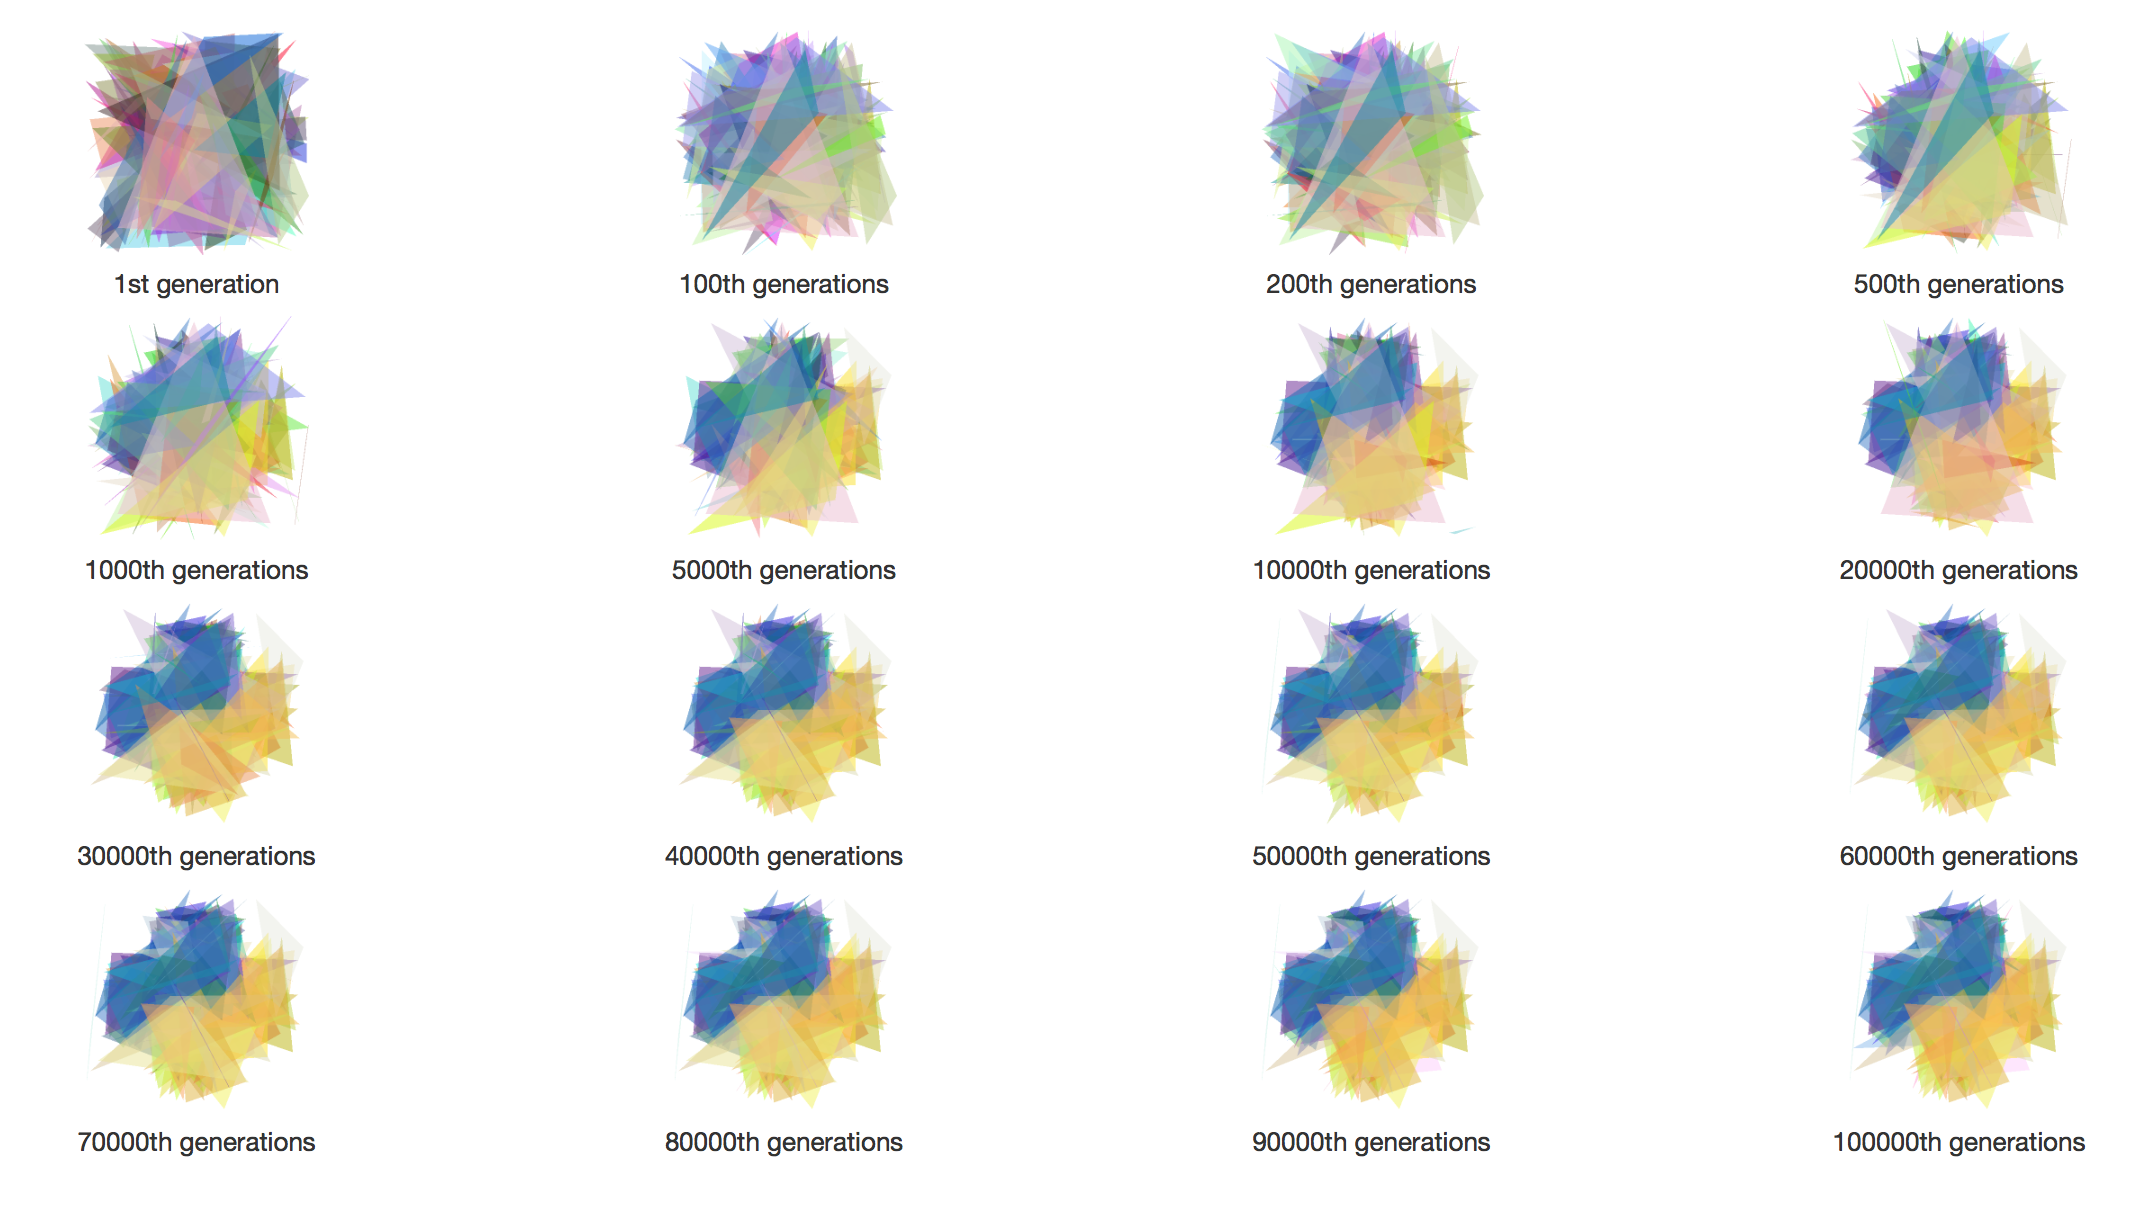 1st generation
100th generations
200th generations
500th generations
1000th generations
5000th generations
10000th generations
20000th generations
30000th generations
40000th generations
50000th generations
60000th generations
70000th generations
80000th generations
90000th generations
100000th generations